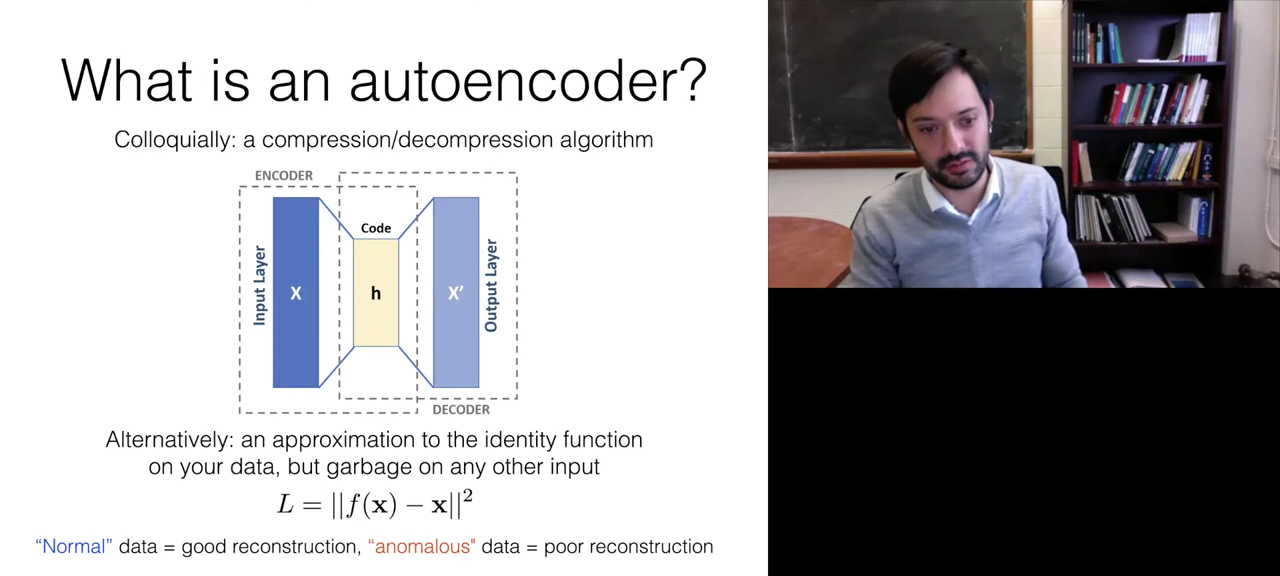 What is an autoencoder?
Colloquially: a compression/decompression algorithm
ENCODER
Code
Input Layer
X
h
X′
Output Layer
DECODER
Alternatively: an approximation to the identity function
on your data, but garbage on any other input
L = ||f(x) − x||²
“Normal” data = good reconstruction, “anomalous" data = poor reconstruction
C++